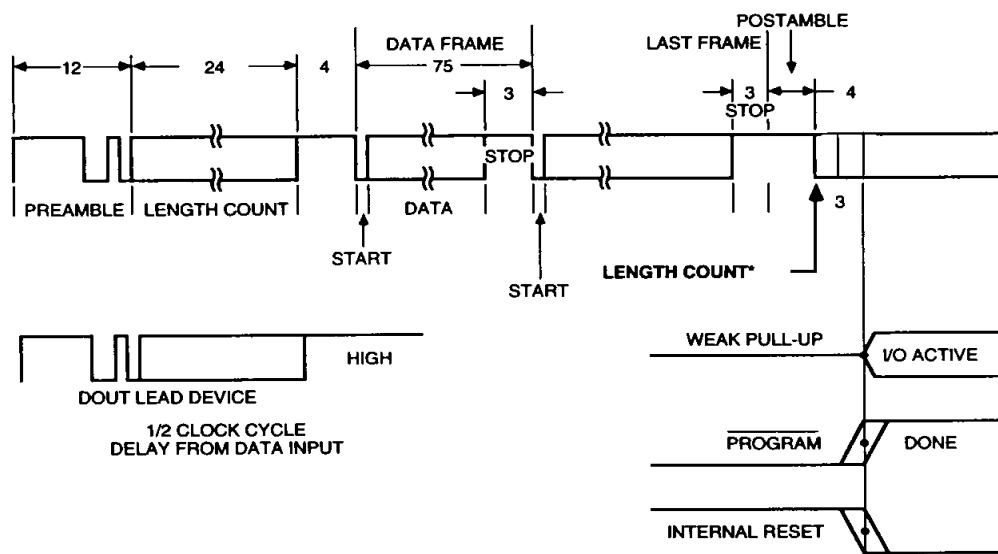 POSTAMBLE
DATA FRAME
LAST FRAME
12
24
4
75
3
3
4
STOP
STOP
PREAMBLE
LENGTH COUNT
DATA
3
START
START
LENGTH COUNT*
WEAK PULL-UP
I/O ACTIVE
HIGH
DOUT LEAD DEVICE
1/2 CLOCK CYCLE
DELAY FROM DATA INPUT
PROGRAM
DONE
INTERNAL RESET